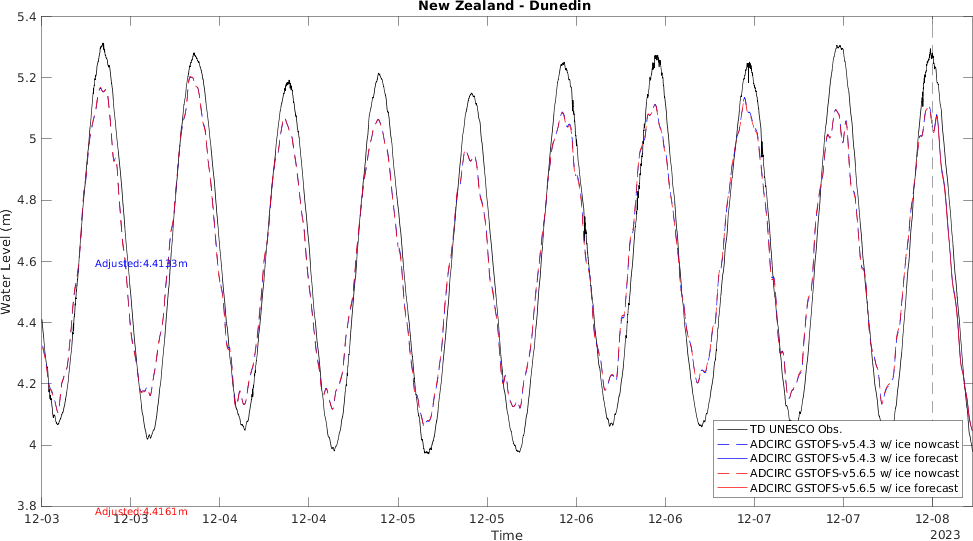 New Zealand - Dunedin
5.4
5.2
5
4.8
4.6
4.4
4.2
4
3.8
Water Level (m)
Adjusted:4.4133m
Adjusted:4.4161m
TD UNESCO Obs.
ADCIRC GSTOFS-v5.4.3 w/ ice nowcast
ADCIRC GSTOFS-v5.4.3 w/ ice forecast
ADCIRC GSTOFS-v5.6.5 w/ ice nowcast
ADCIRC GSTOFS-v5.6.5 w/ ice forecast
12-03 12-03 12-04 12-04 12-05 12-05 12-06 12-06 12-07 12-07 12-08
Time
2023